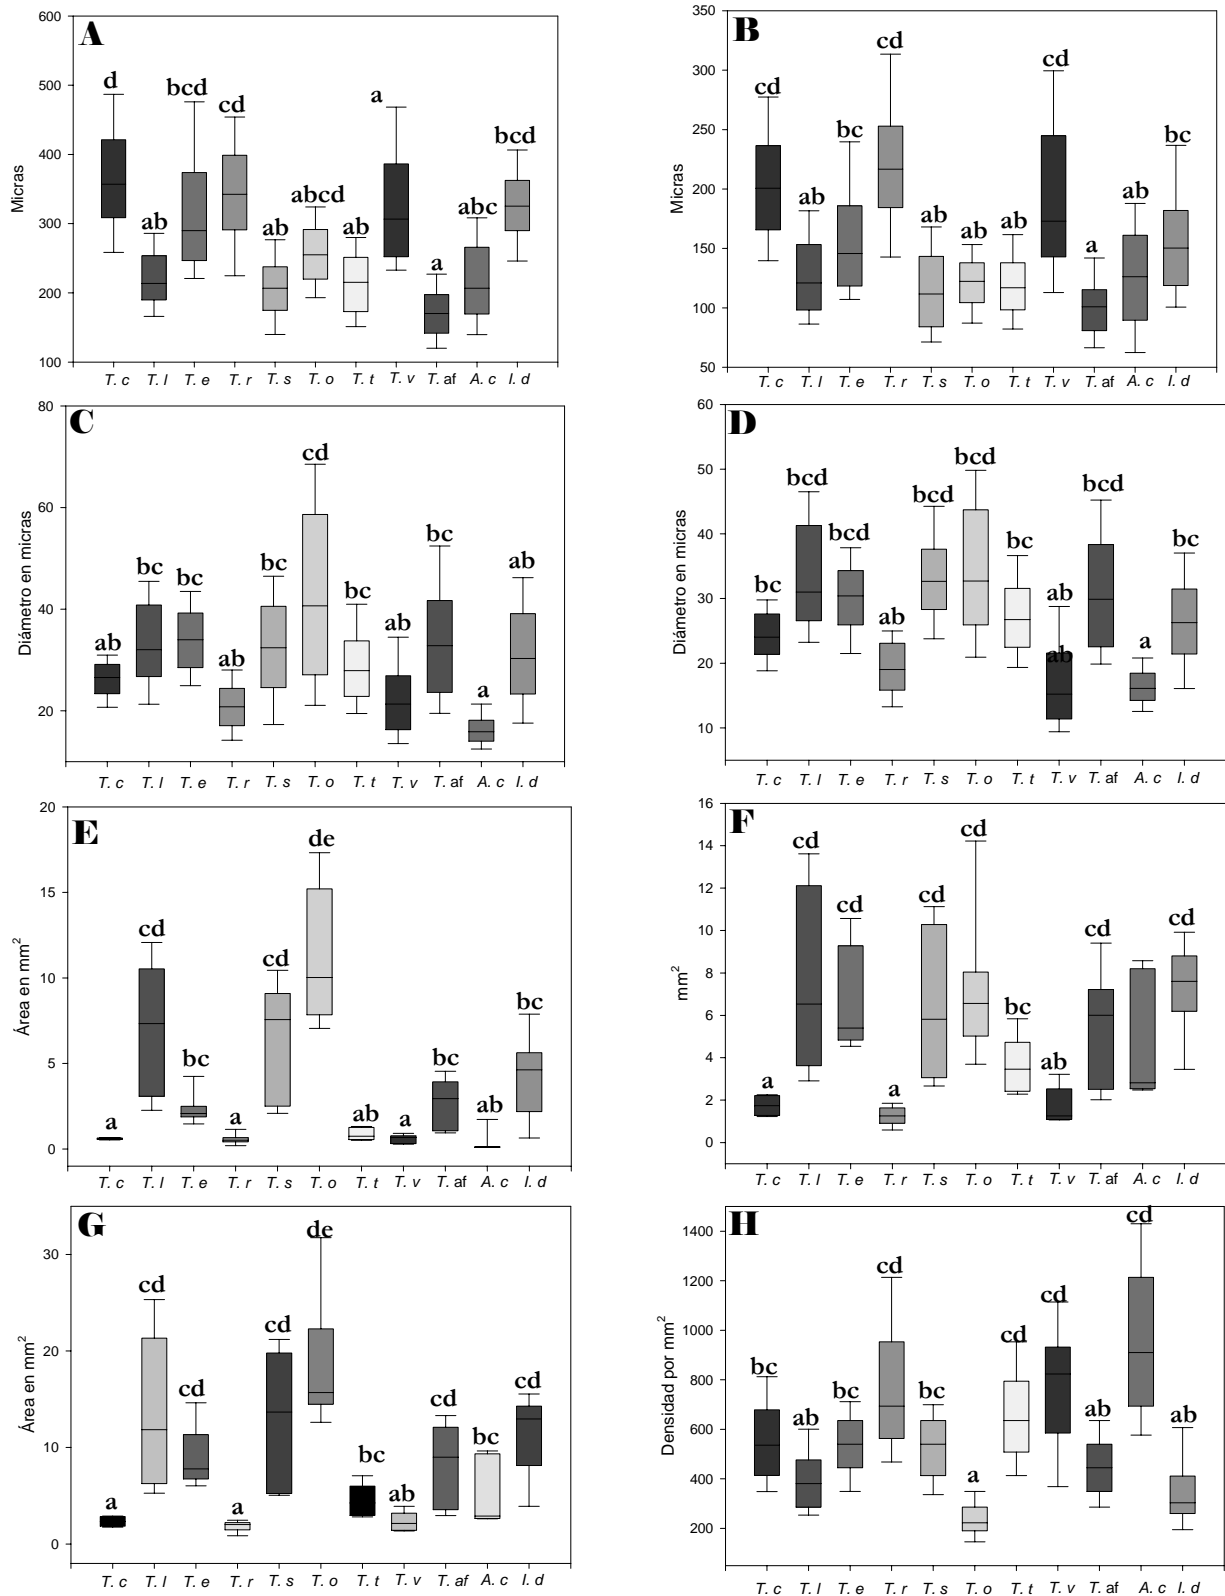 A
600
500
400
300
200
100
Micras
d
ab
bcd
cd
ab
abcd
ab
a
a
abc
bcd
T. c T. l T. e T. r T. s T. o T. t T. v T. af A. c I. d
B
350
300
250
200
150
100
50
Micras
cd
ab
bc
cd
ab
ab
ab
cd
a
ab
bc
T. c T. l T. e T. r T. s T. o T. t T. v T. af A. c I. d
C
80
60
40
20
Diámetro en micras
ab
bc
bc
ab
bc
cd
bc
ab
bc
a
ab
T. c T. l T. e T. r T. s T. o T. t T. v T. af A. c I. d
D
60
50
40
30
20
10
Diámetro en micras
bc
bcd
bcd
ab
bcd
bcd
bc
ab
ab
bcd
a
bc
T. c T. l T. e T. r T. s T. o T. t T. v T. af A. c I. d
E
20
15
10
5
0
Área en mm²
a
cd
bc
a
cd
de
ab
a
bc
ab
bc
T. c T. l T. e T. r T. s T. o T. t T. v T. af A. c I. d
F
16
14
12
10
8
6
4
2
0
mm²
a
cd
cd
a
cd
cd
bc
ab
cd
cd
T. c T. l T. e T. r T. s T. o T. t T. v T. af A. c I. d
G
30
20
10
0
Área en mm²
a
cd
cd
a
cd
de
bc
ab
cd
bc
cd
T. c T. l T. e T. r T. s T. o T. t T. v T. af A. c I. d
H
1400
1200
1000
800
600
400
200
Densidad por mm²
bc
ab
bc
cd
bc
a
cd
cd
ab
cd
ab
T. c T. l T. e T. r T. s T. o T. t T. v T. af A. c I. d